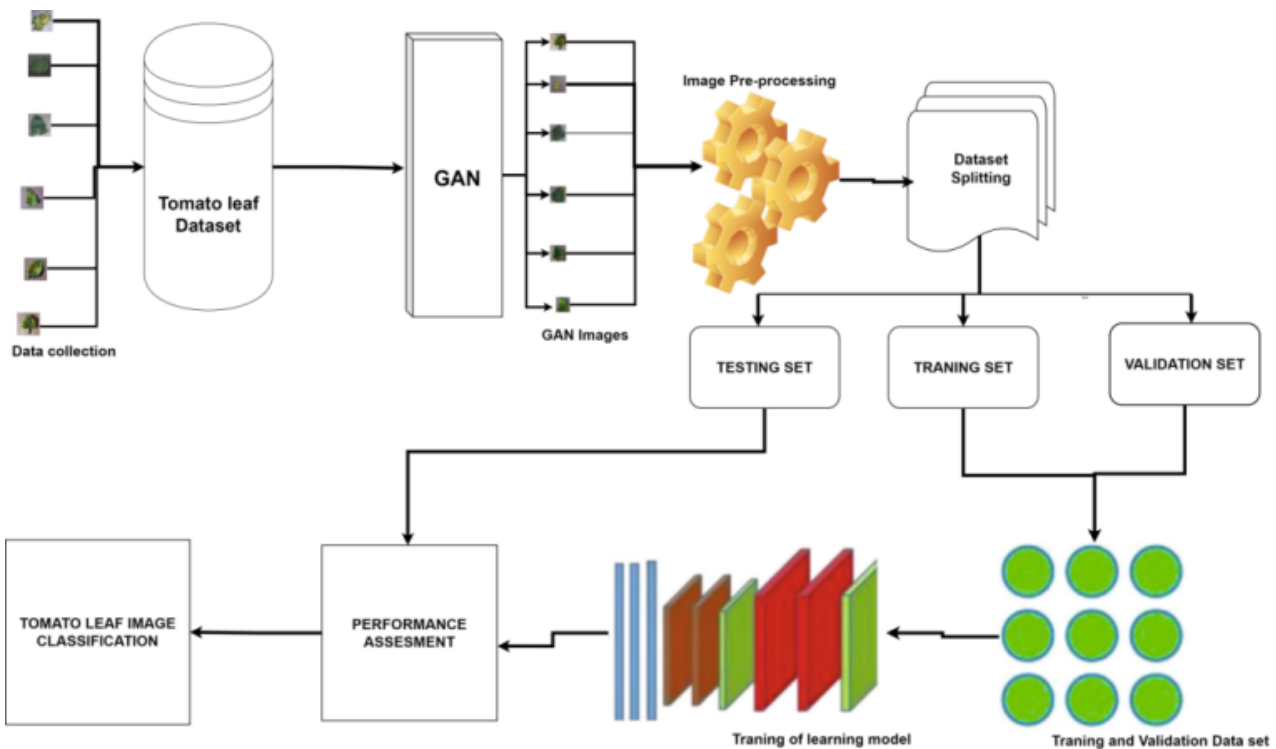 Data collection
Tomato leaf
Dataset
GAN
GAN Images
Image Pre-processing
Dataset
Splitting
TESTING SET
TRANING SET
VALIDATION SET
Traning and Validation Data set
Traning of learning model
PERFORMANCE
ASSESMENT
TOMATO LEAF IMAGE
CLASSIFICATION